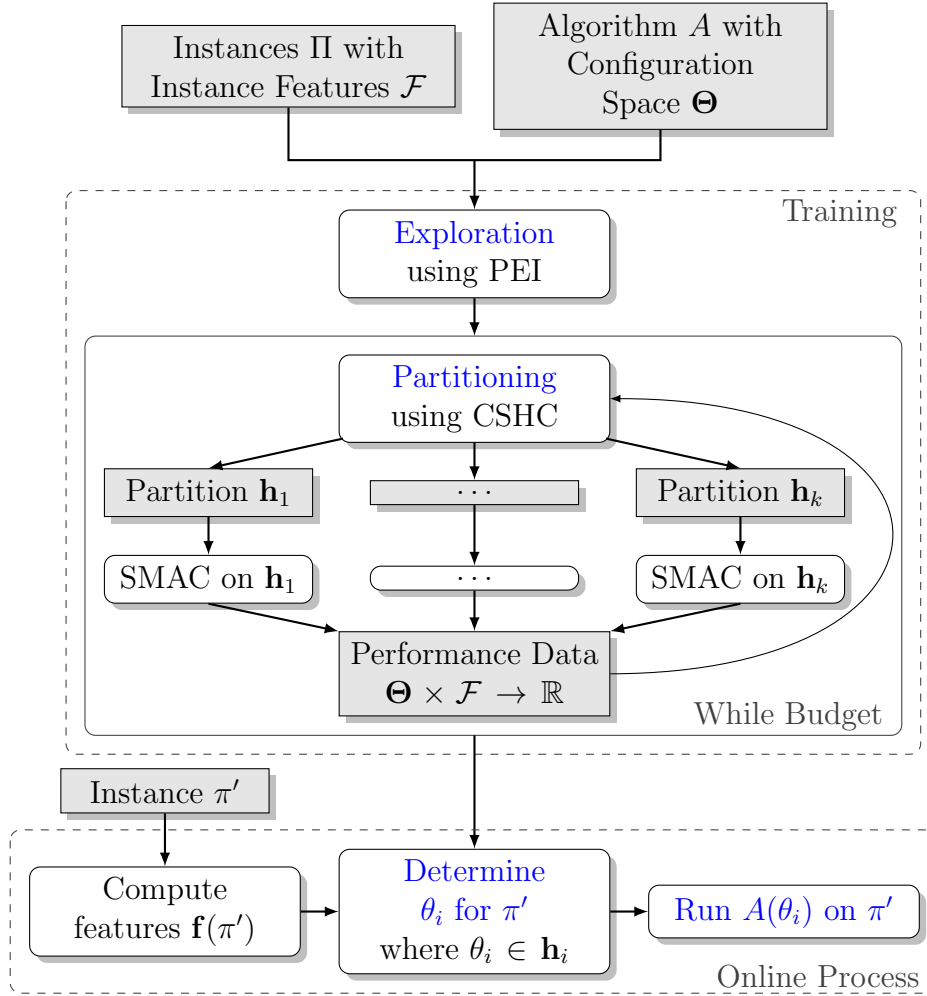 Instances Π with
Instance Features ℱ
Algorithm A with
Configuration
Space Θ
Training
Exploration
using PEI
Partitioning
using CSHC
Partition h₁
· · ·
Partition hₖ
SMAC on h₁
· · ·
SMAC on hₖ
Performance Data
Θ × ℱ → ℝ
While Budget
Instance π′
Compute
features f(π′)
Determine
θᵢ for π′
where θᵢ ∈ hᵢ
Run A(θᵢ) on π′
Online Process